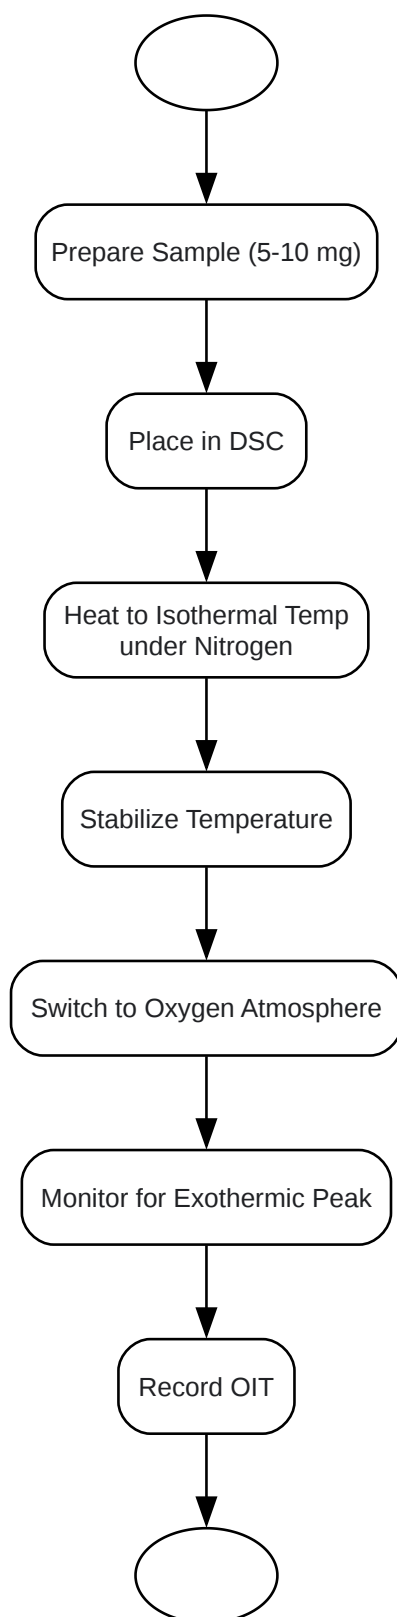 Prepare Sample (5-10 mg)
Place in DSC
Heat to Isothermal Temp
under Nitrogen
Stabilize Temperature
Switch to Oxygen Atmosphere
Monitor for Exothermic Peak
Record OIT